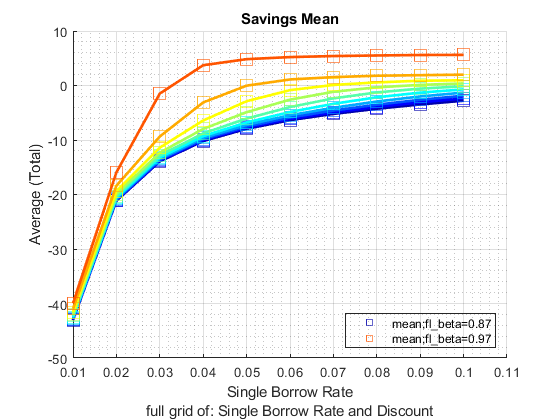 Savings Mean
Average (Total)
10
0
-10
-20
-30
-40
-50
0.01 0.02 0.03 0.04 0.05 0.06 0.07 0.08 0.09 0.1 0.11
mean;fl_beta=0.87
mean;fl_beta=0.97
Single Borrow Rate
full grid of: Single Borrow Rate and Discount